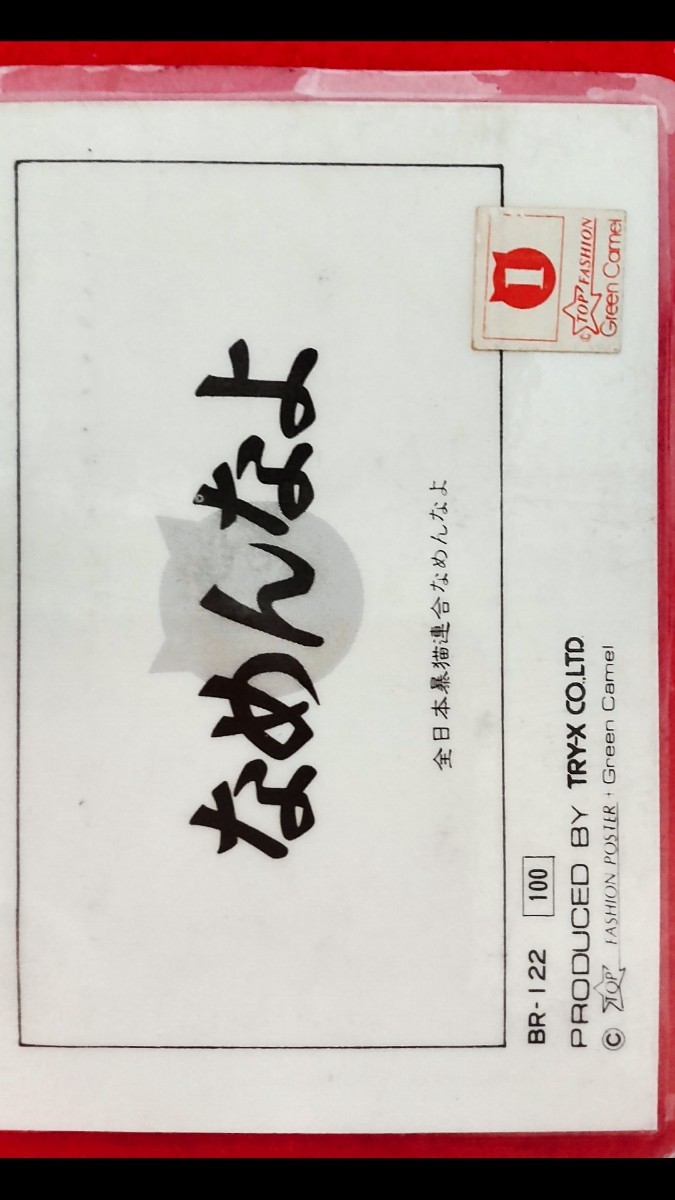 なめんなよ
全日本暴猫連合なめんなよ
I
© TOP FASHION
Green Camel
BR-122 100
PRODUCED BY TRY-X CO.,LTD.
© TOP FASHION POSTER + Green Camel